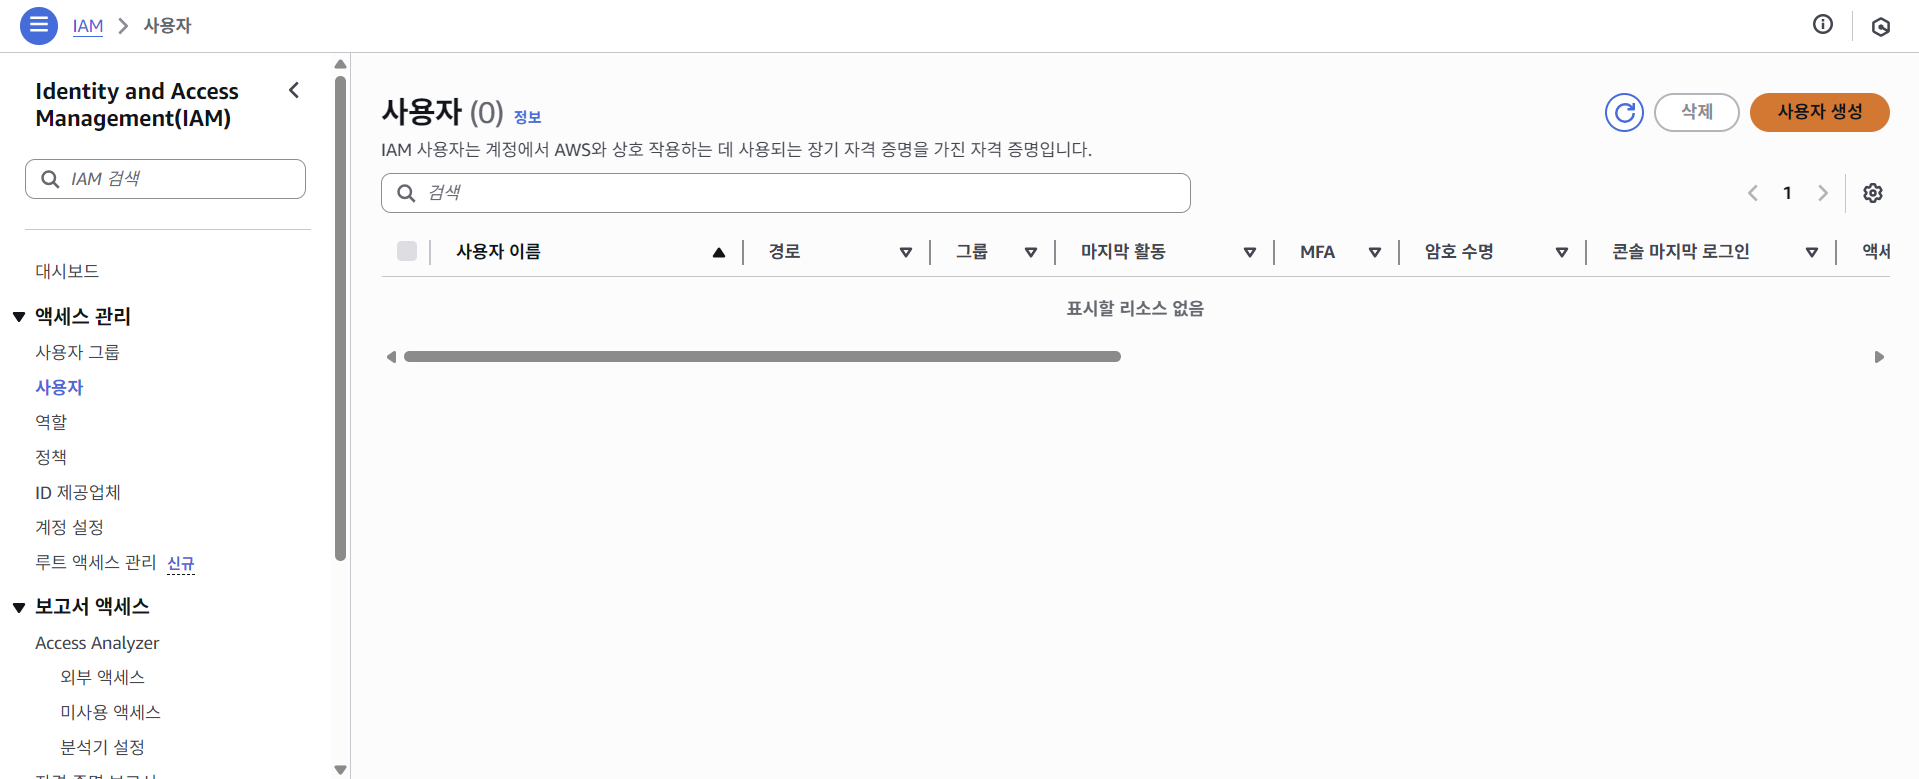 IAM 사용자
Identity and Access
Management(IAM)
IAM 검색
대시보드
액세스 관리
사용자 그룹
사용자
역할
정책
ID 제공업체
계정 설정
루트 액세스 관리 신규
보고서 액세스
Access Analyzer
외부 액세스
미사용 액세스
분석기 설정
사용자 (0) 정보
삭제
사용자 생성
IAM 사용자는 계정에서 AWS와 상호 작용하는 데 사용되는 장기 자격 증명을 가진 자격 증명입니다.
검색
1
사용자 이름 경로 그룹 마지막 활동 MFA 암호 수명 콘솔 마지막 로그인 액세
표시할 리소스 없음